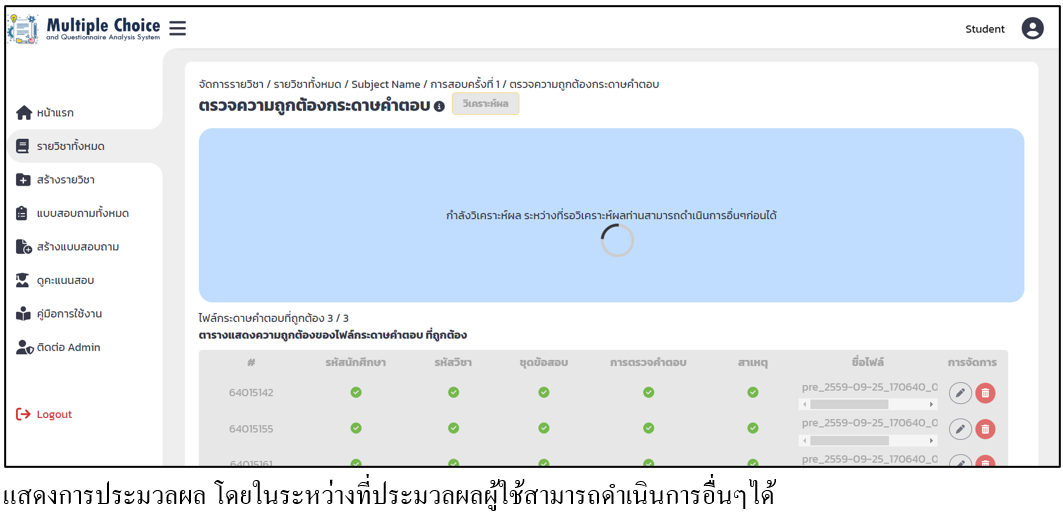 Multiple Choice
and Questionnaire Analysis System
Student
หน้าแรก
รายวิชาทั้งหมด
สร้างรายวิชา
แบบสอบถามทั้งหมด
สร้างแบบสอบถาม
ดูคะแนนสอบ
คู่มือการใช้งาน
ติดต่อ Admin
Logout
จัดการรายวิชา / รายวิชาทั้งหมด / Subject Name / การสอบครั้งที่ 1 / ตรวจความถูกต้องกระดาษคำตอบ
ตรวจความถูกต้องกระดาษคำตอบ วิเคราะห์ผล
กำลังวิเคราะห์ผล ระหว่างที่รอวิเคราะห์ผลท่านสามารถดำเนินการอื่นๆก่อนได้
ไฟล์กระดาษคำตอบที่ถูกต้อง 3 / 3
ตารางแสดงความถูกต้องของไฟล์กระดาษคำตอบ ที่ถูกต้อง
# รหัสนักศึกษา รหัสวิชา ชุดข้อสอบ การตรวจคำตอบ สาเหตุ ชื่อไฟล์ การจัดการ
64015142 pre_2559-09-25_170640_0
64015155 pre_2559-09-25_170640_0
64015161 pre_2559-09-25_170640_0
แสดงการประมวลผล โดยในระหว่างที่ประมวลผลผู้ใช้สามารถดำเนินการอื่นๆได้